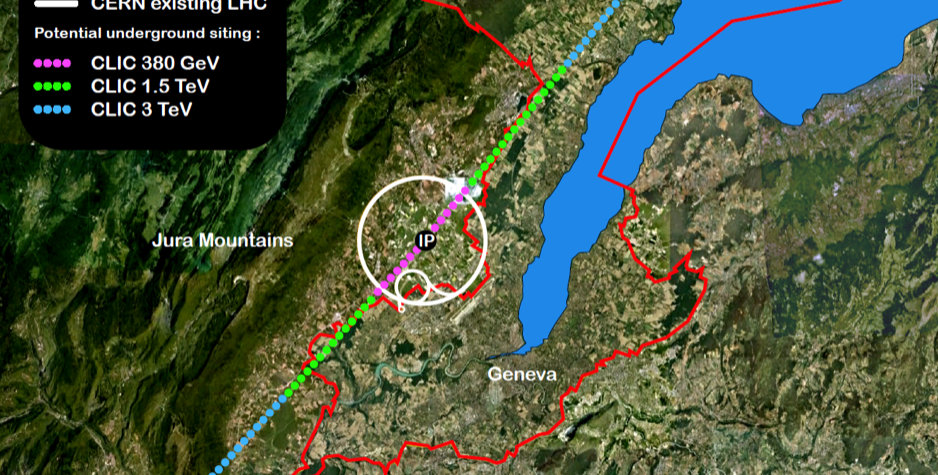 CERN existing LHC
Potential underground siting :
CLIC 380 GeV
CLIC 1.5 TeV
CLIC 3 TeV
IP
Jura Mountains
Geneva